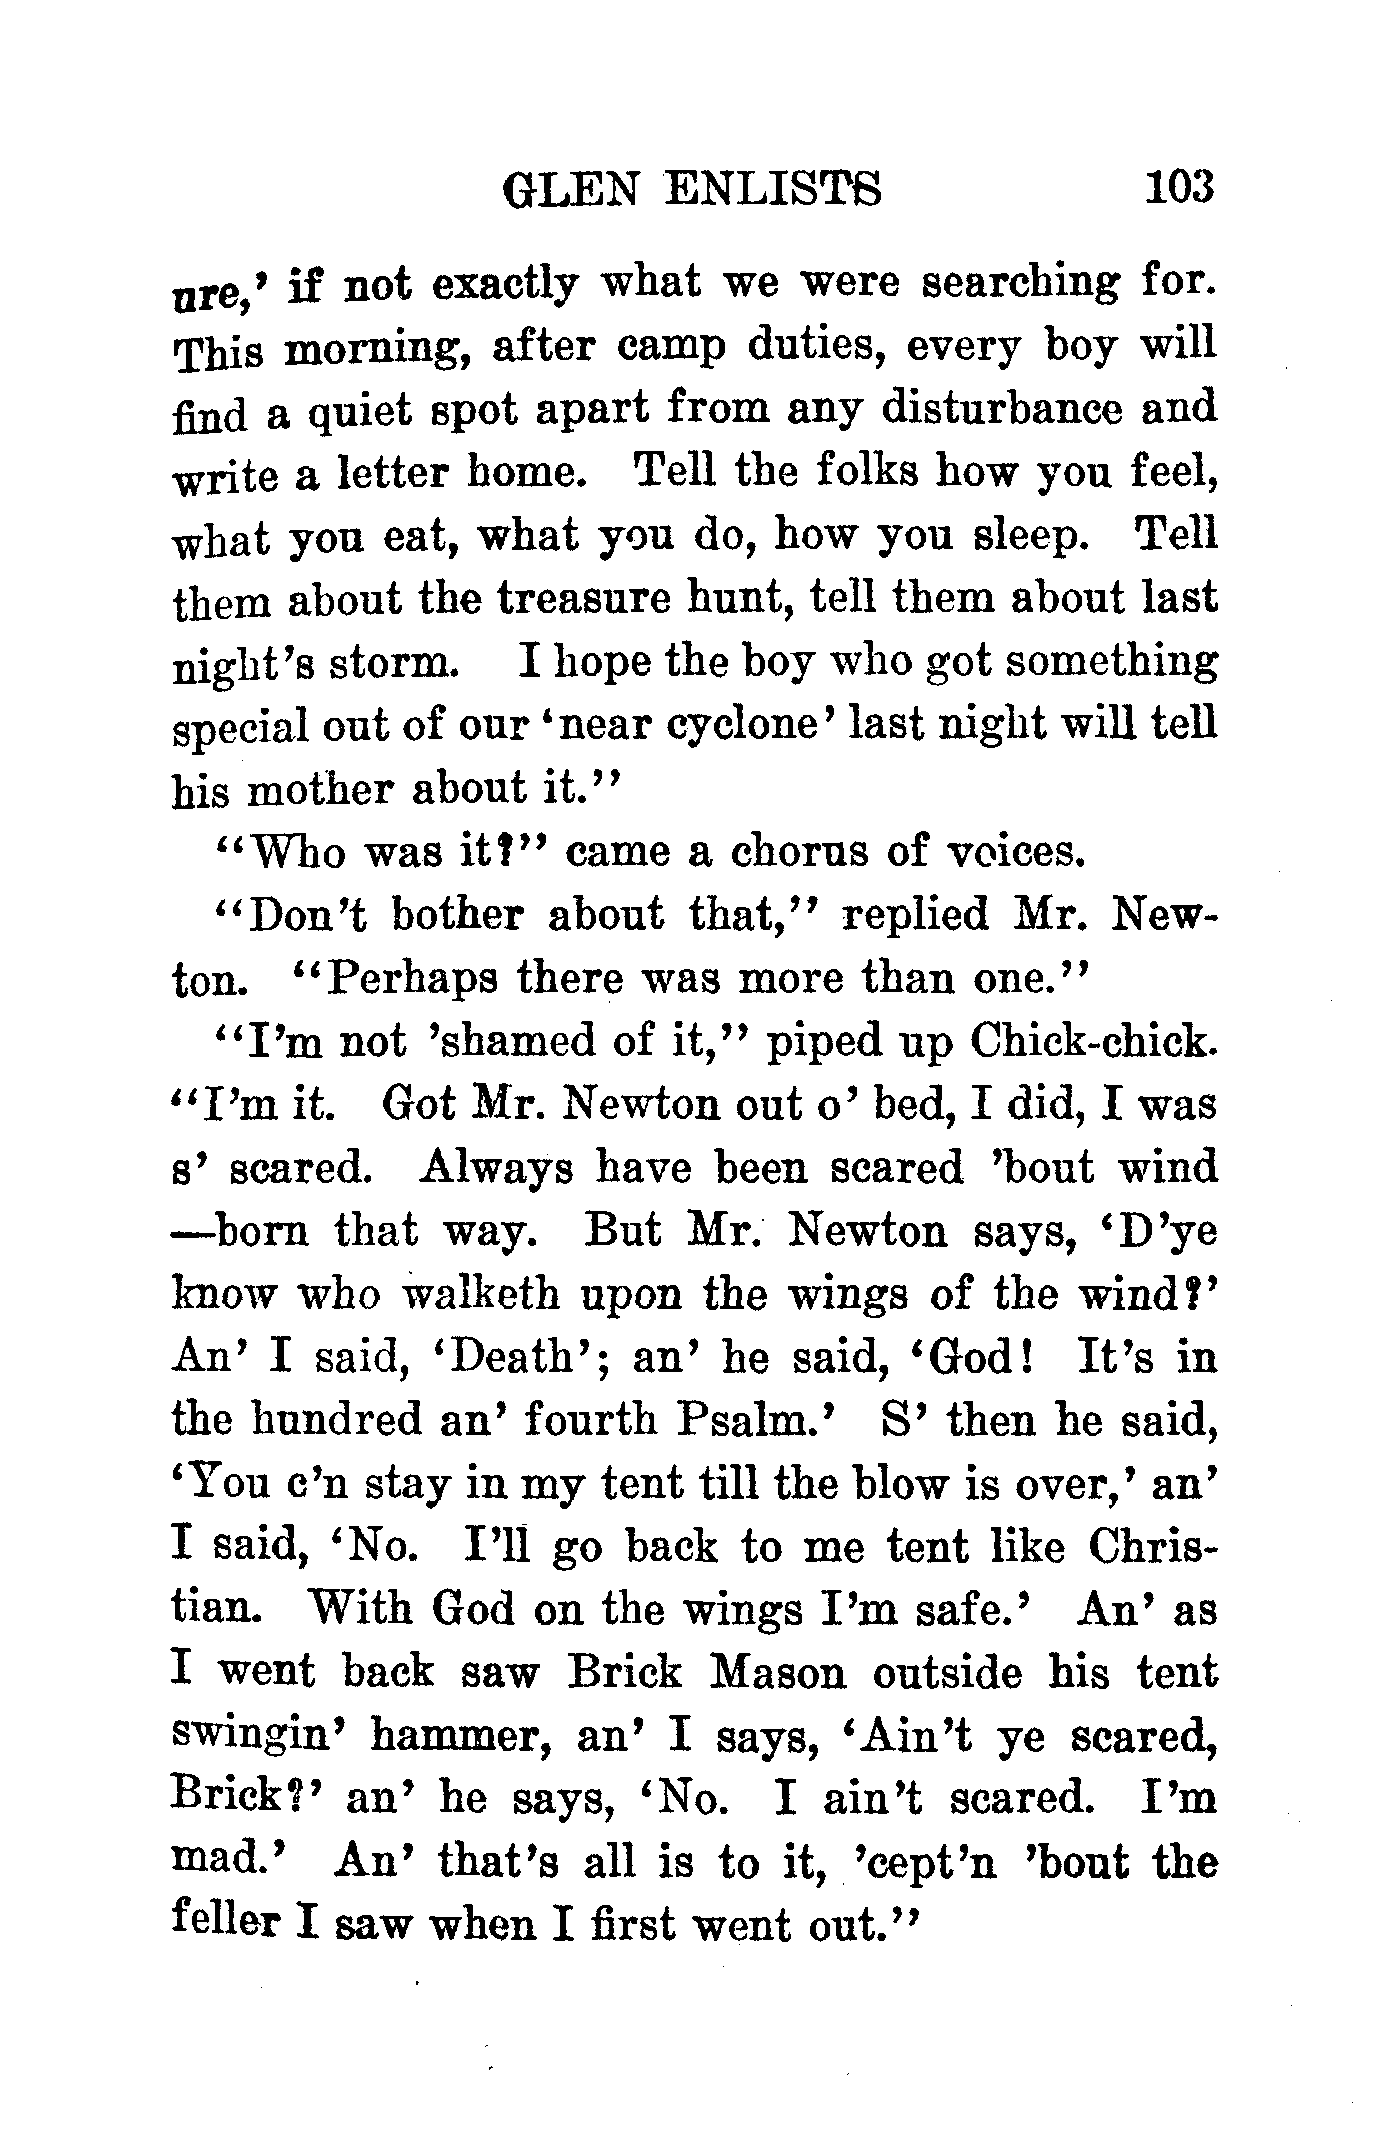 GLEN ENLISTS 103
ure,’ if not exactly what we were searching for.
This morning, after camp duties, every boy will
find a quiet spot apart from any disturbance and
write a letter home. Tell the folks how you feel,
what you eat, what you do, how you sleep. Tell
them about the treasure hunt, tell them about last
night’s storm. I hope the boy who got something
special out of our ‘near cyclone’ last night will tell
his mother about it.”
“Who was it?” came a chorus of voices.
“Don’t bother about that,” replied Mr. New-
ton. “Perhaps there was more than one.”
“I’m not ’shamed of it,” piped up Chick-chick.
“I’m it. Got Mr. Newton out o’ bed, I did, I was
s’ scared. Always have been scared ’bout wind
—born that way. But Mr. Newton says, ‘D’ye
know who walketh upon the wings of the wind?’
An’ I said, ‘Death’; an’ he said, ‘God! It’s in
the hundred an’ fourth Psalm.’ S’ then he said,
‘You c’n stay in my tent till the blow is over,’ an’
I said, ‘No. I’ll go back to me tent like Chris-
tian. With God on the wings I’m safe.’ An’ as
I went back saw Brick Mason outside his tent
swingin’ hammer, an’ I says, ‘Ain’t ye scared,
Brick?’ an’ he says, ‘No. I ain’t scared. I’m
mad.’ An’ that’s all is to it, ’cept’n ’bout the
feller I saw when I first went out.”